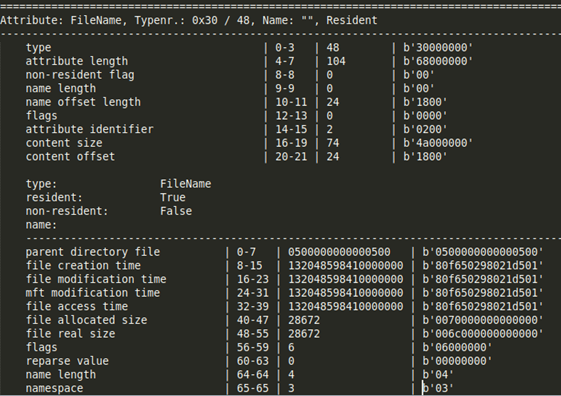 Attribute: FileName, Typenr.: 0x30 / 48, Name: "", Resident
type | 0-3 | 48 | b'30000000'
attribute length | 4-7 | 104 | b'68000000'
non-resident flag | 8-8 | 0 | b'00'
name length | 9-9 | 0 | b'00'
name offset length | 10-11 | 24 | b'1800'
flags | 12-13 | 0 | b'0000'
attribute identifier | 14-15 | 2 | b'0200'
content size | 16-19 | 74 | b'4a000000'
content offset | 20-21 | 24 | b'1800'
type: FileName
resident: True
non-resident: False
name:
parent directory file | 0-7 | 0500000000000500 | b'0500000000000500'
file creation time | 8-15 | 132048598410000000 | b'80f650298021d501'
file modification time | 16-23 | 132048598410000000 | b'80f650298021d501'
mft modification time | 24-31 | 132048598410000000 | b'80f650298021d501'
file access time | 32-39 | 132048598410000000 | b'80f650298021d501'
file allocated size | 40-47 | 28672 | b'0070000000000000'
file real size | 48-55 | 28672 | b'006c000000000000'
flags | 56-59 | 6 | b'06000000'
reparse value | 60-63 | 0 | b'00000000'
name length | 64-64 | 4 | b'04'
namespace | 65-65 | 3 | b'03'